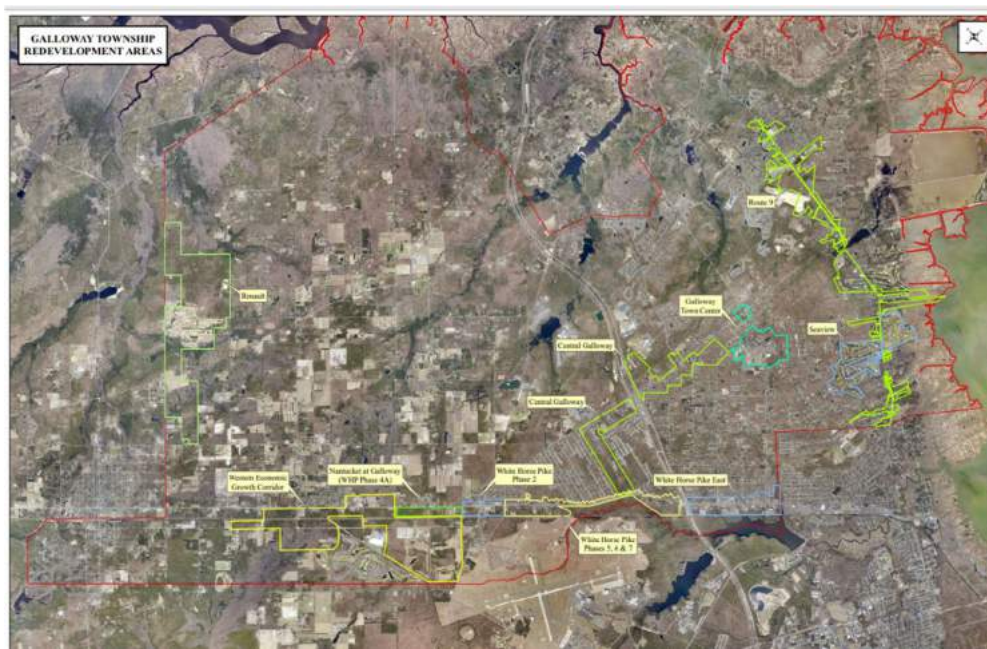 GALLOWAY TOWNSHIP
REDEVELOPMENT AREAS
Route 9
Renault
Galloway
Town Center
Seaview
Central Galloway
Central Galloway
Western Economic
Growth Corridor
Nantucket at Galloway
(WHP Phase 4A)
White Horse Pike
Phase 2
White Horse Pike East
White Horse Pike
Phases 5, 6 & 7